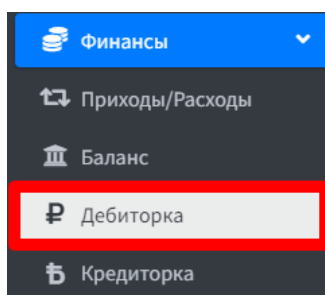 Финансы
Приходы/Расходы
Баланс
Дебиторка
Кредиторка